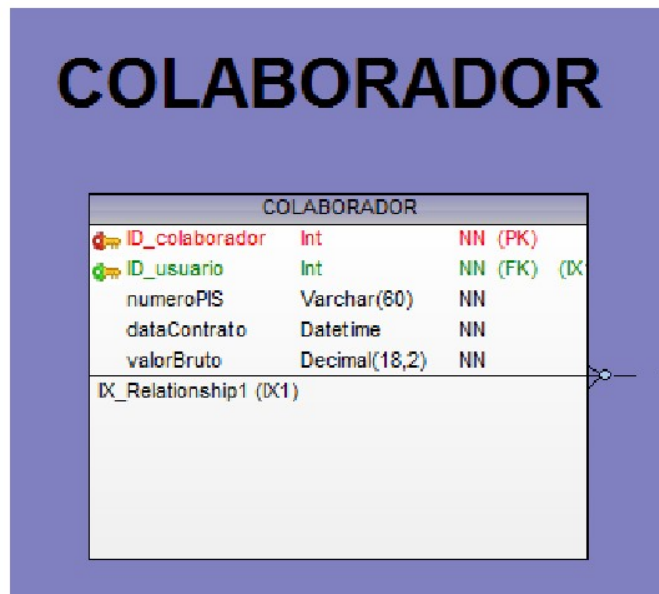 COLABORADOR
COLABORADOR
ID_colaborador Int NN (PK)
ID_usuario Int NN (FK) (IX
numeroPIS Varchar(60) NN
dataContrato Datetime NN
valorBruto Decimal(18,2) NN
IX_Relationship1 (IX1)